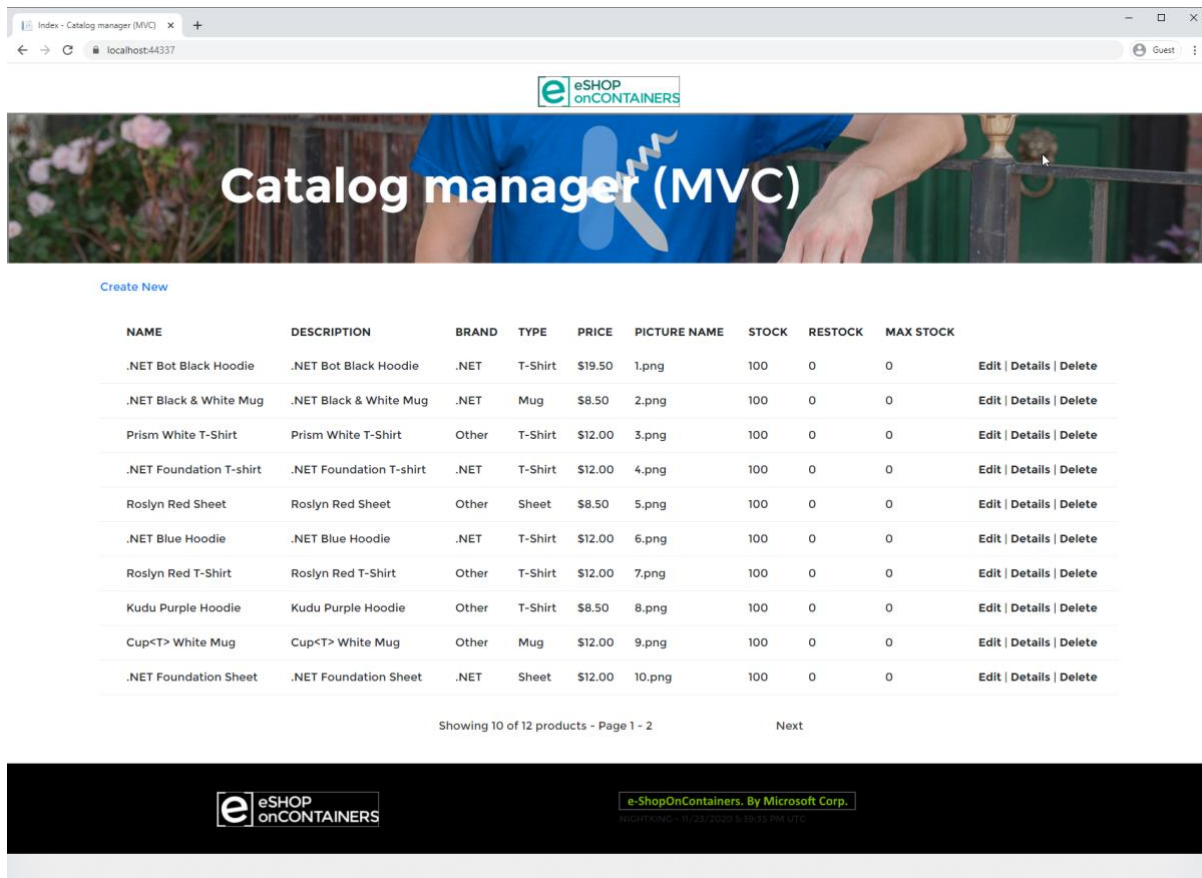 Index - Catalog manager (MVC)
localhost:44337
Guest
e eSHOP
onCONTAINERS
Catalog manager (MVC)
Create New
NAME DESCRIPTION BRAND TYPE PRICE PICTURE NAME STOCK RESTOCK MAX STOCK
.NET Bot Black Hoodie .NET Bot Black Hoodie .NET T-Shirt $19.50 1.png 100 0 0 Edit | Details | Delete
.NET Black & White Mug .NET Black & White Mug .NET Mug $8.50 2.png 100 0 0 Edit | Details | Delete
Prism White T-Shirt Prism White T-Shirt Other T-Shirt $12.00 3.png 100 0 0 Edit | Details | Delete
.NET Foundation T-shirt .NET Foundation T-shirt .NET T-Shirt $12.00 4.png 100 0 0 Edit | Details | Delete
Roslyn Red Sheet Roslyn Red Sheet Other Sheet $8.50 5.png 100 0 0 Edit | Details | Delete
.NET Blue Hoodie .NET Blue Hoodie .NET T-Shirt $12.00 6.png 100 0 0 Edit | Details | Delete
Roslyn Red T-Shirt Roslyn Red T-Shirt Other T-Shirt $12.00 7.png 100 0 0 Edit | Details | Delete
Kudu Purple Hoodie Kudu Purple Hoodie Other T-Shirt $8.50 8.png 100 0 0 Edit | Details | Delete
Cup<T> White Mug Cup<T> White Mug Other Mug $12.00 9.png 100 0 0 Edit | Details | Delete
.NET Foundation Sheet .NET Foundation Sheet .NET Sheet $12.00 10.png 100 0 0 Edit | Details | Delete
Showing 10 of 12 products - Page 1 - 2 Next
e eSHOP
onCONTAINERS
e-ShopOnContainers. By Microsoft Corp.
NIGHTKING - 11/23/2020 5:39:35 PM UTC